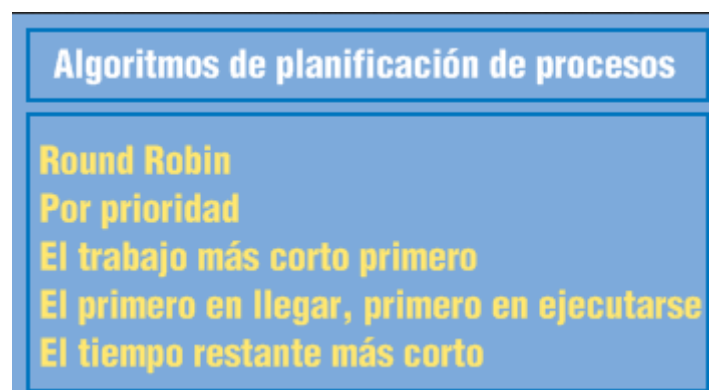 Algoritmos de planificación de procesos
Round Robin
Por prioridad
El trabajo más corto primero
El primero en llegar, primero en ejecutarse
El tiempo restante más corto